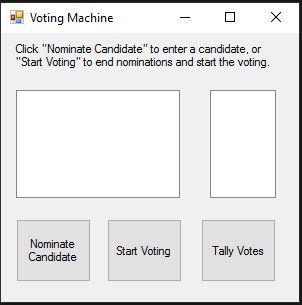 Voting Machine
Click "Nominate Candidate" to enter a candidate, or
"Start Voting" to end nominations and start the voting.
Nominate
Candidate
Start Voting
Tally Votes